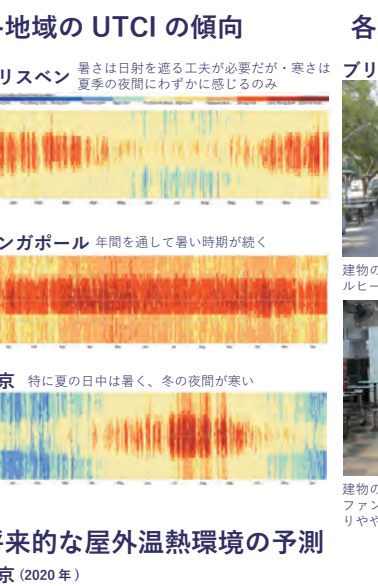 地域の UTCI の傾向
リスベン 暑さは日射を遮る工夫が必要だが・寒さは
夏季の夜間にわずかに感じるのみ
ンガポール 年間を通して暑い時期が続く
京 特に夏の日中は暑く、冬の夜間が寒い
来的な屋外温熱環境の予測
京 (2020 年 )
各
ブリ
建物の
ルヒー
建物の
ファン
りやや